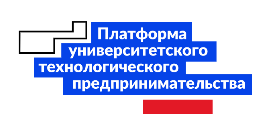 Платформа
университетского
технологического
предпринимательства